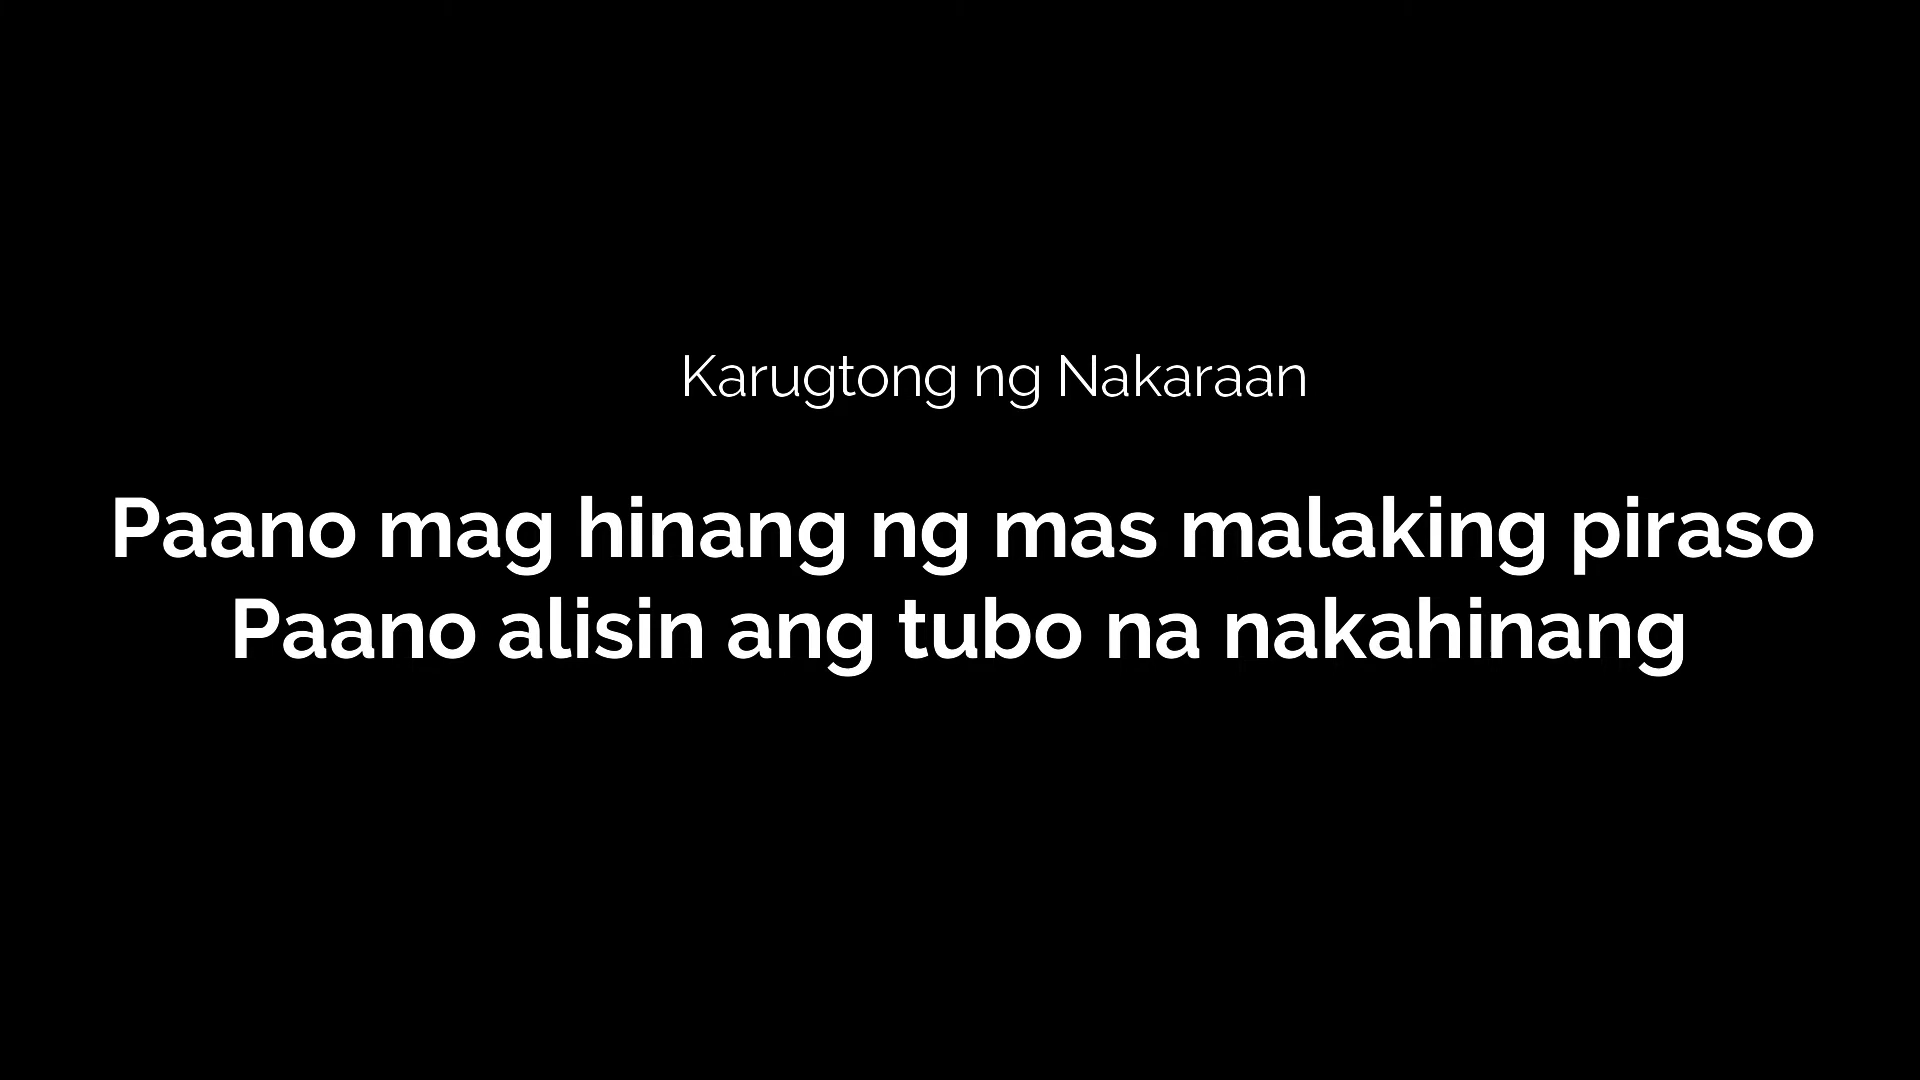 Karugtong ng Nakaraan
Paano mag hinang ng mas malaking piraso
Paano alisin ang tubo na nakahinang